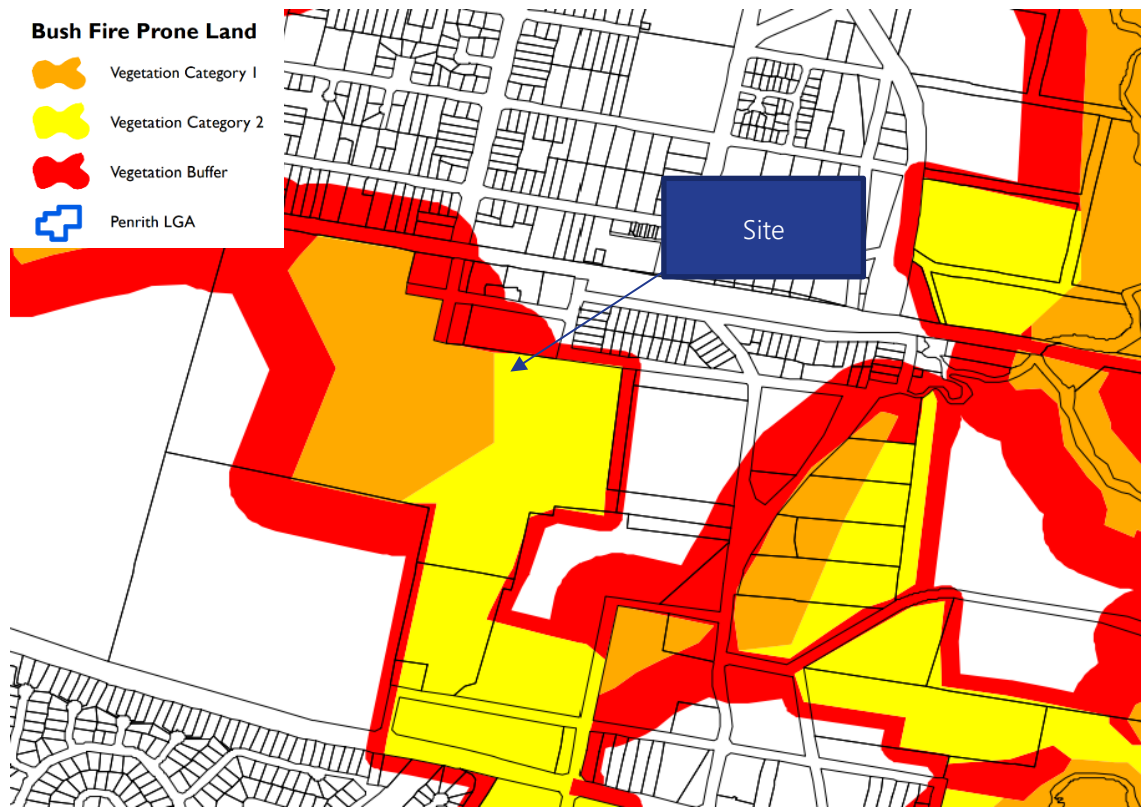 Bush Fire Prone Land
Vegetation Category 1
Vegetation Category 2
Vegetation Buffer
Penrith LGA
Site